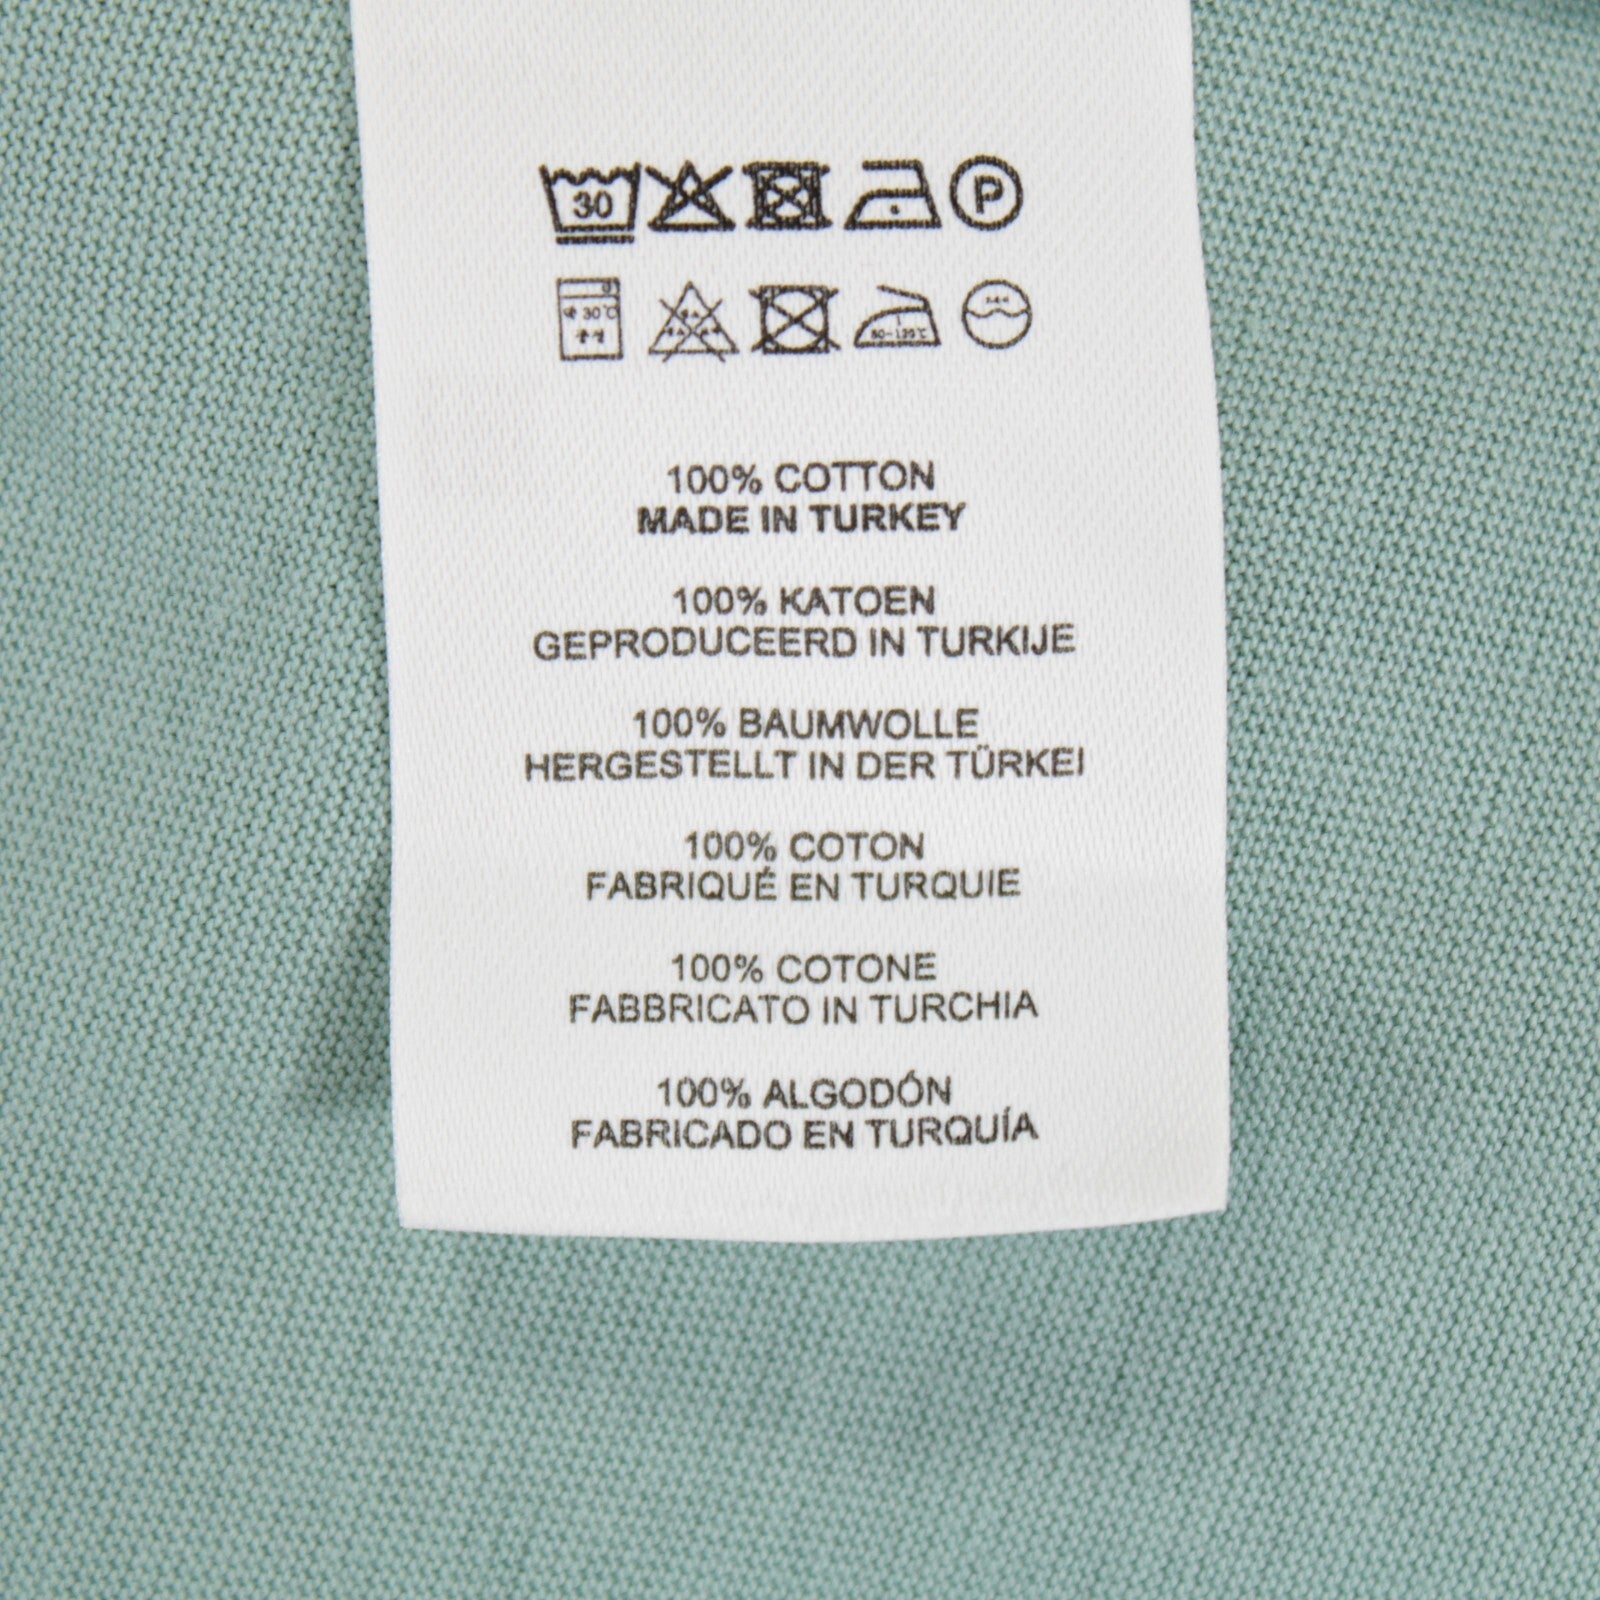 30 P
30℃
100% COTTON
MADE IN TURKEY
100% KATOEN
GEPRODUCEERD IN TURKIJE
100% BAUMWOLLE
HERGESTELLT IN DER TÜRKEI
100% COTON
FABRIQUÉ EN TURQUIE
100% COTONE
FABBRICATO IN TURCHIA
100% ALGODÓN
FABRICADO EN TURQUÍA